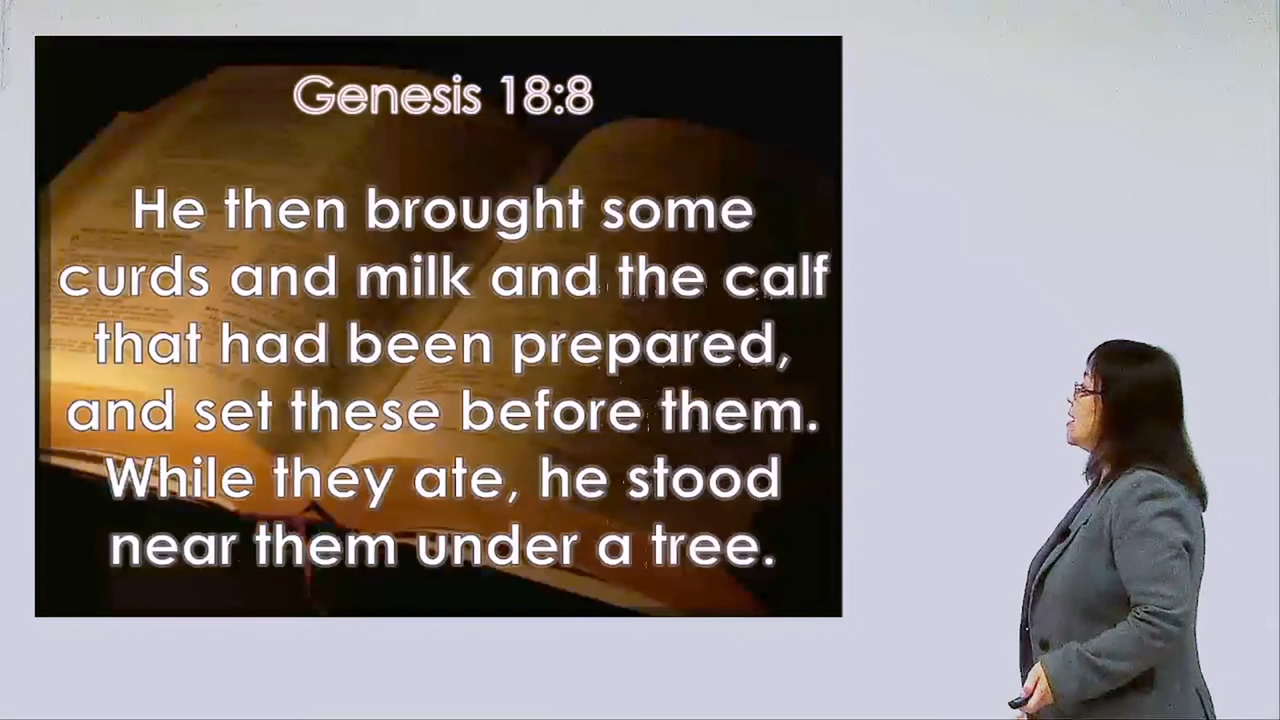 Genesis 18:8
He then brought some
curds and milk and the calf
that had been prepared,
and set these before them.
While they ate, he stood
near them under a tree.